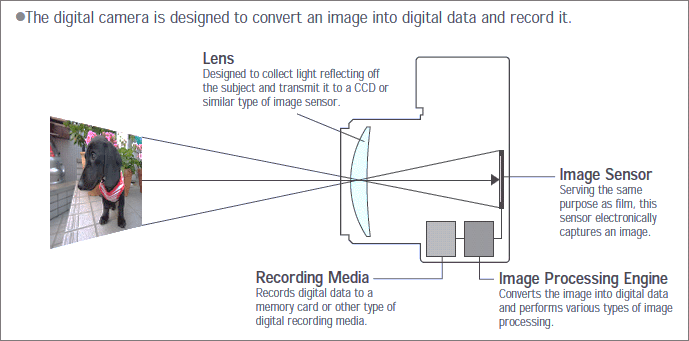 ●The digital camera is designed to convert an image into digital data and record it.
Lens
Designed to collect light reflecting off
the subject and transmit it to a CCD or
similar type of image sensor.
Image Sensor
Serving the same
purpose as film, this
sensor electronically
captures an image.
Recording Media
Records digital data to a
memory card or other type of
digital recording media.
Image Processing Engine
Converts the image into digital data
and performs various types of image
processing.